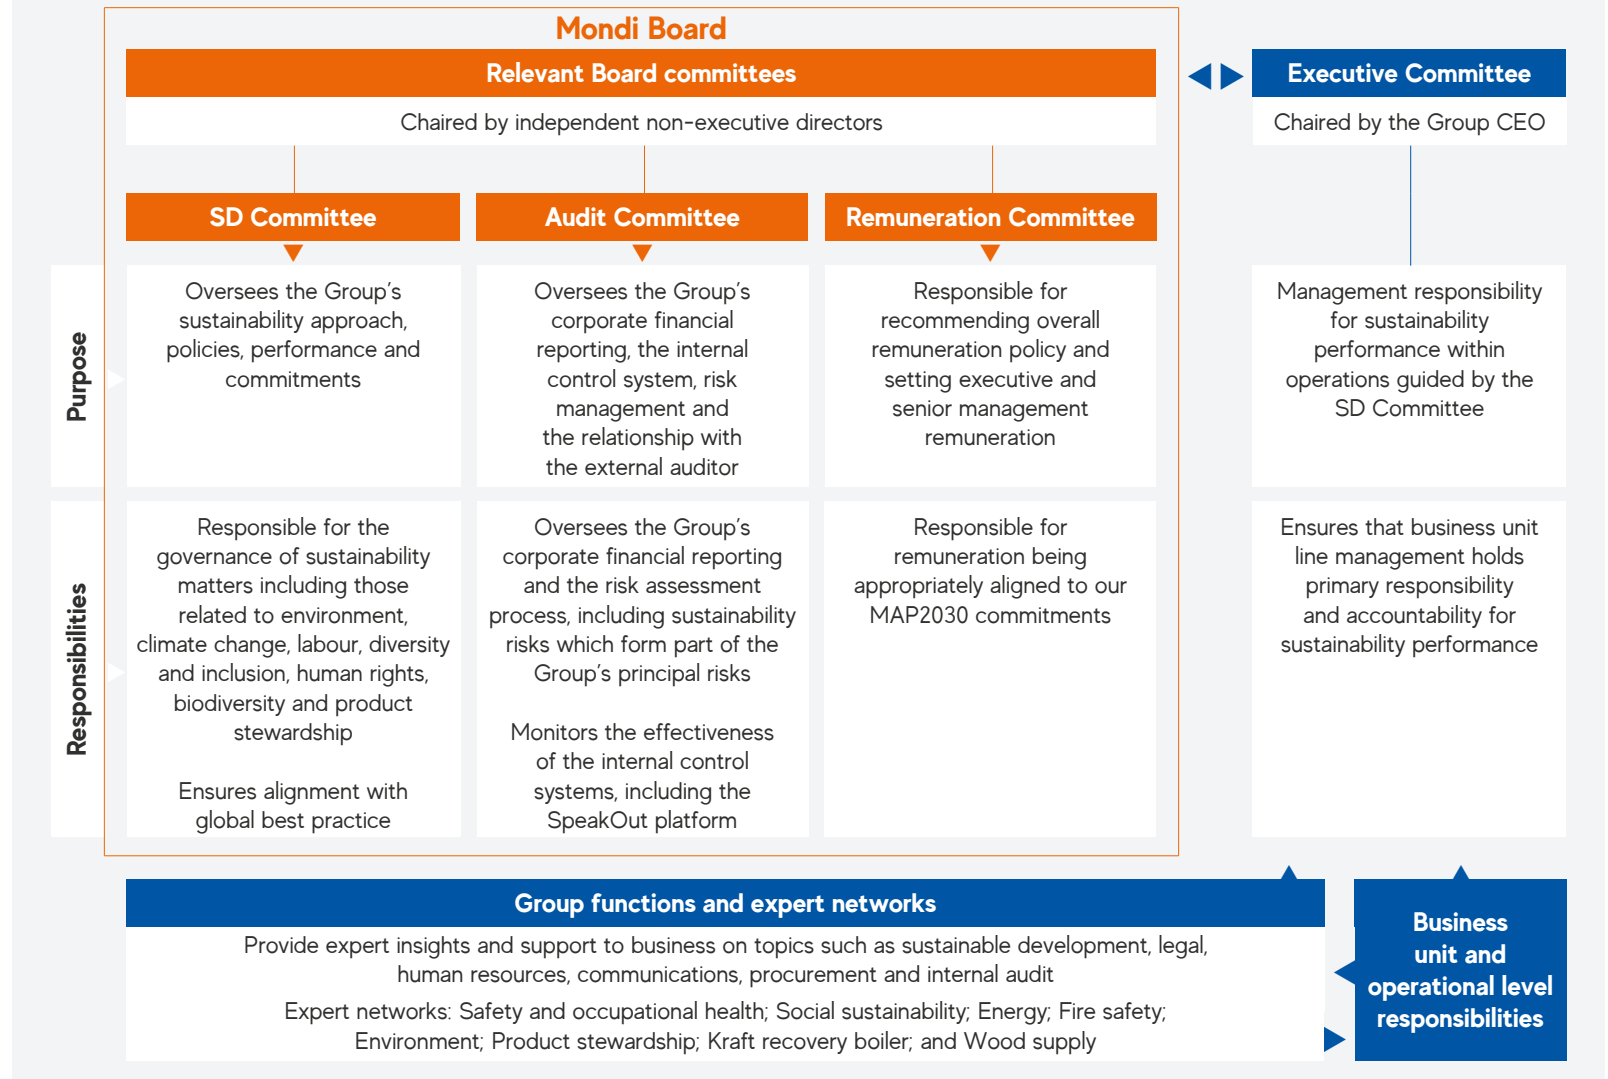 Mondi Board
Relevant Board committees
Chaired by independent non-executive directors
Executive Committee
Chaired by the Group CEO
SD Committee
Audit Committee
Remuneration Committee
Purpose
Oversees the Group's
sustainability approach,
policies, performance and
commitments
Oversees the Group's
corporate financial
reporting, the internal
control system, risk
management and
the relationship with
the external auditor
Responsible for
recommending overall
remuneration policy and
setting executive and
senior management
remuneration
Management responsibility
for sustainability
performance within
operations guided by the
SD Committee
Responsibilities
Responsible for the
governance of sustainability
matters including those
related to environment,
climate change, labour, diversity
and inclusion, human rights,
biodiversity and product
stewardship
Ensures alignment with
global best practice
Oversees the Group's
corporate financial reporting
and the risk assessment
process, including sustainability
risks which form part of the
Group's principal risks
Monitors the effectiveness
of the internal control
systems, including the
SpeakOut platform
Responsible for
remuneration being
appropriately aligned to our
MAP2030 commitments
Ensures that business unit
line management holds
primary responsibility
and accountability for
sustainability performance
Group functions and expert networks
Provide expert insights and support to business on topics such as sustainable development, legal,
human resources, communications, procurement and internal audit
Expert networks: Safety and occupational health; Social sustainability; Energy; Fire safety;
Environment; Product stewardship; Kraft recovery boiler; and Wood supply
Business
unit and
operational level
responsibilities